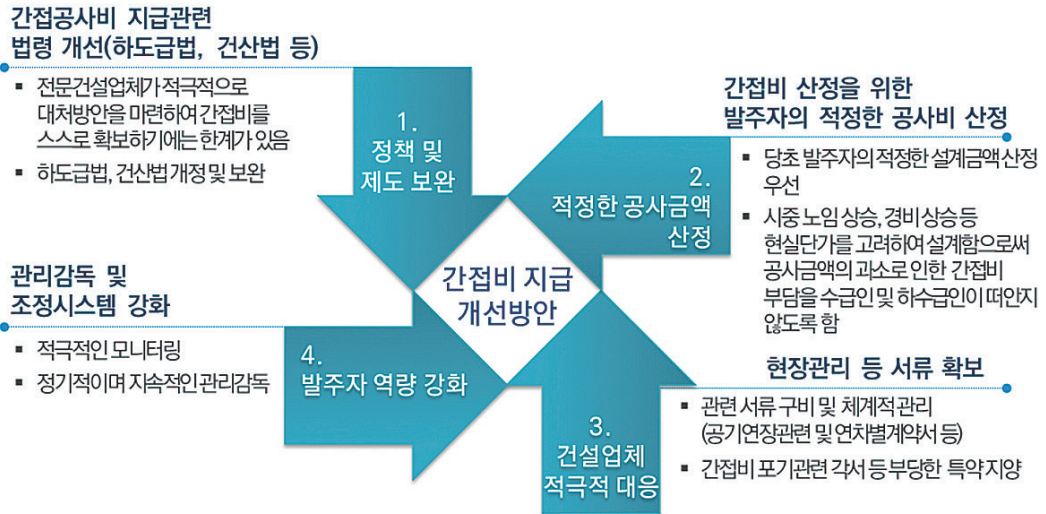 간접공사비 지급관련
법령 개선(하도급법, 건산법 등)
▪ 전문건설업체가 적극적으로
대처방안을 마련하여 간접비를
스스로 확보하기에는 한계가 있음
▪ 하도급법, 건산법 개정 및 보완
1.
정책 및
제도 보완
간접비 산정을 위한
발주자의 적정한 공사비 산정
▪ 당초 발주자의 적정한 설계금액 산정
우선
▪ 시중 노임 상승, 경비 상승 등
현실단가를 고려하여 설계함으로써
공사금액의 과소로 인한 간접비
부담을 수급인 및 하수급인이 떠안지
않도록 함
2.
적정한 공사금액
산정
간접비 지급
개선방안
관리감독 및
조정시스템 강화
▪ 적극적인 모니터링
▪ 정기적이며 지속적인 관리감독
4.
발주자 역량 강화
현장관리 등 서류 확보
▪ 관련 서류 구비 및 체계적 관리
(공기연장관련 및 연차별계약서 등)
▪ 간접비 포기관련 각서 등 부당한 특약 지양
3.
건설업체
적극적 대응